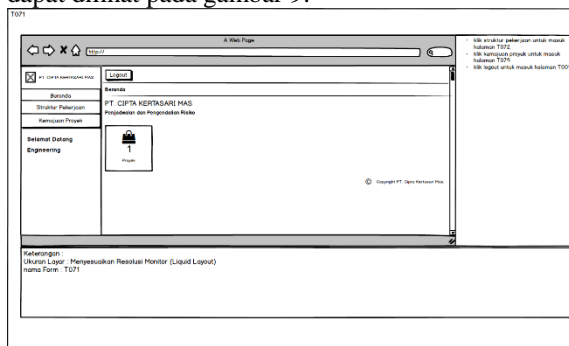 dapat dilihat pada gambar 9.
T071
A Web Page
http://
- klik struktur pekerjaan untuk masuk
halaman T072
- klik kemajuan proyek untuk masuk
halaman T079
- klik logout untuk masuk halaman T001
PT. CIPTA KERTASARI MAS
Logout
Beranda
Struktur Pekerjaan
Kemajuan Proyek
Selamat Datang
Engineering
Beranda
PT. CIPTA KERTASARI MAS
Penjadwalan dan Pengendalian Risiko
1
Proyek
© Copyright PT. Cipta Kertasari Mas
Keterangan :
Ukuran Layar : Menyesuaikan Resolusi Monitor (Liquid Layout)
nama Form : T071